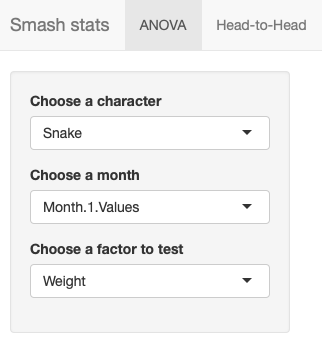 Smash stats ANOVA Head-to-Head
Choose a character
Snake
Choose a month
Month.1.Values
Choose a factor to test
Weight